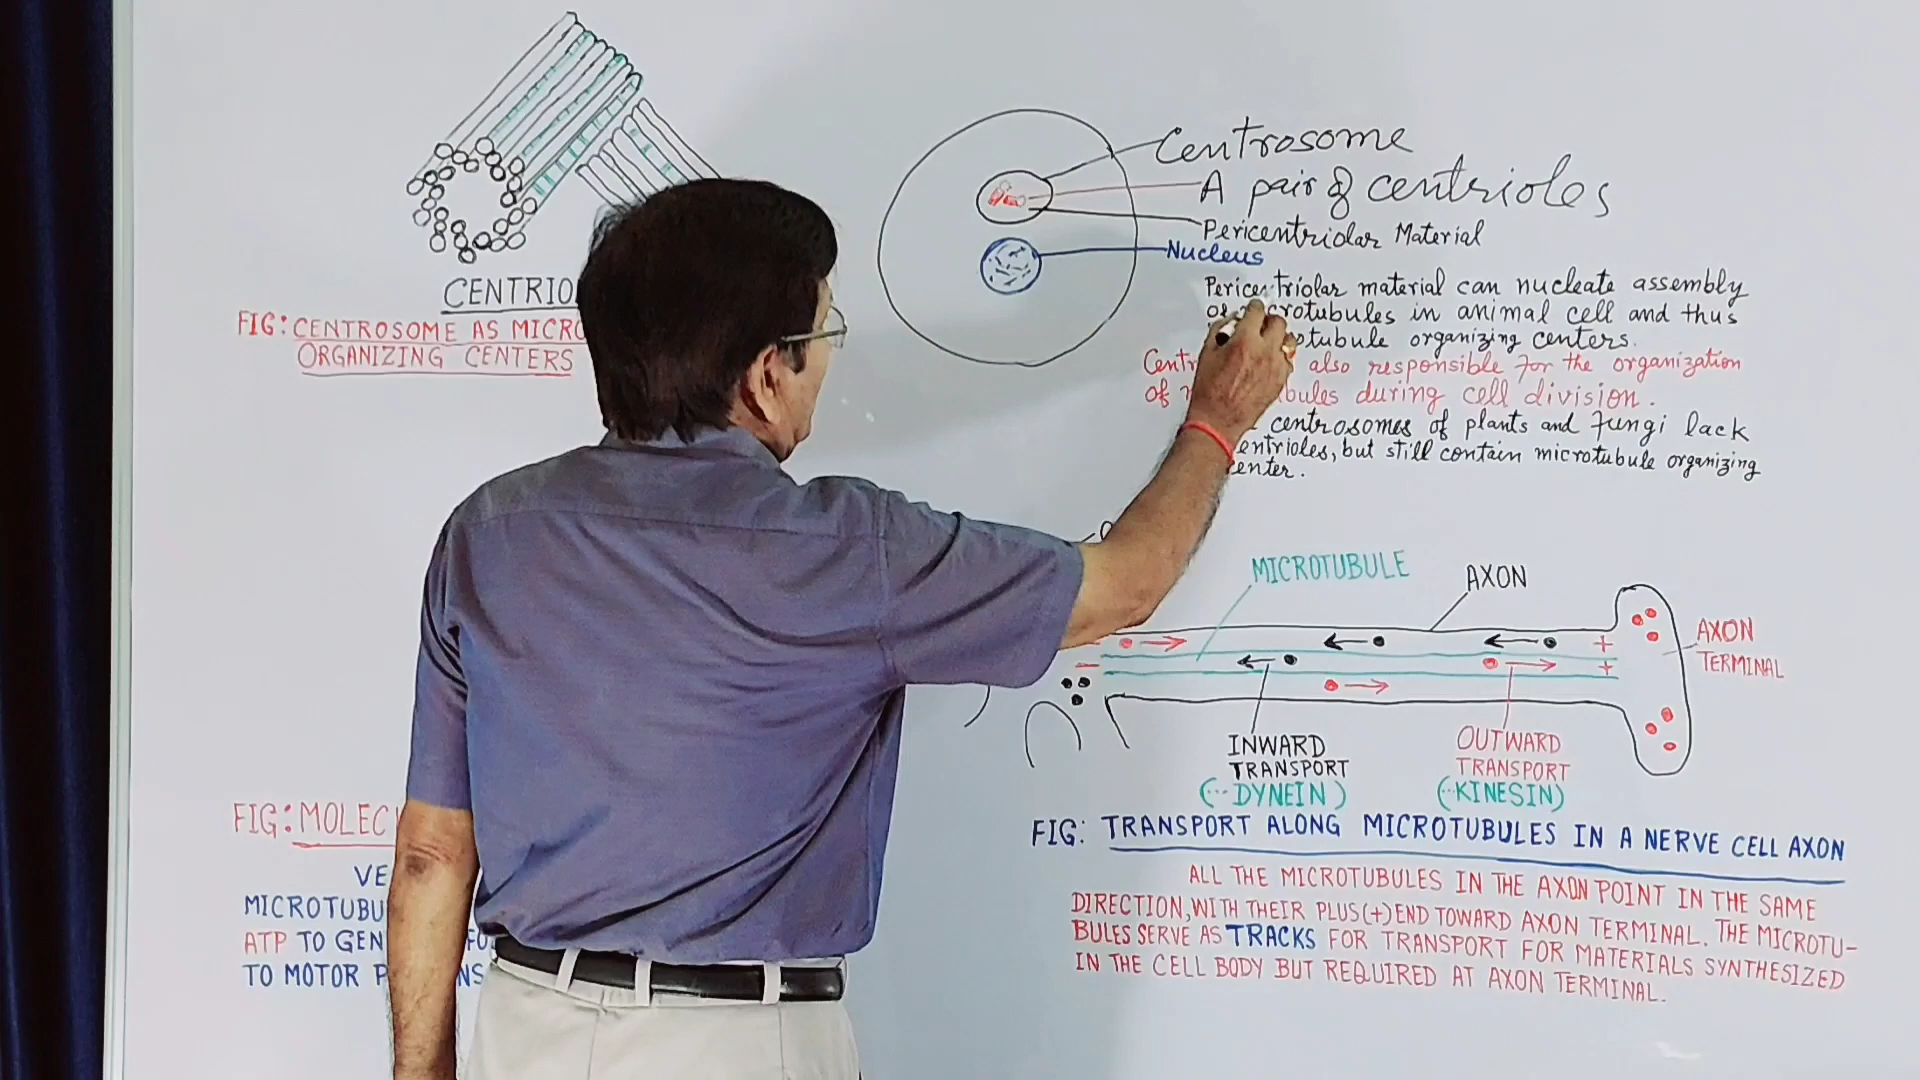 Centrosome
A pair of centrioles
Pericentriolar Material
Nucleus
Pericentriolar material can nucleate assembly
microtubules in animal cell and thus
organizing centers.
also responsible for the organization
of during cell division.
centrosomes of plants and fungi lack
centrioles, but still contain microtubule organizing
center.
FIG: CENTROSOME AS MICRO
ORGANIZING CENTERS
MICROTUBULE
AXON
+
+
AXON
TERMINAL
INWARD
TRANSPORT
(... DYNEIN)
OUTWARD
TRANSPORT
(.. KINESIN)
FIG: TRANSPORT ALONG MICROTUBULES IN A NERVE CELL AXON
ALL THE MICROTUBULES IN THE AXON POINT IN THE SAME
DIRECTION, WITH THEIR PLUS(+) END TOWARD AXON TERMINAL. THE MICROTU-
BULES SERVE AS TRACKS FOR TRANSPORT FOR MATERIALS SYNTHESIZED
IN THE CELL BODY BUT REQUIRED AT AXON TERMINAL.
FIG: MOLEC
VE
MICROTUBU
ATP TO GEN FO
TO MOTOR P NS